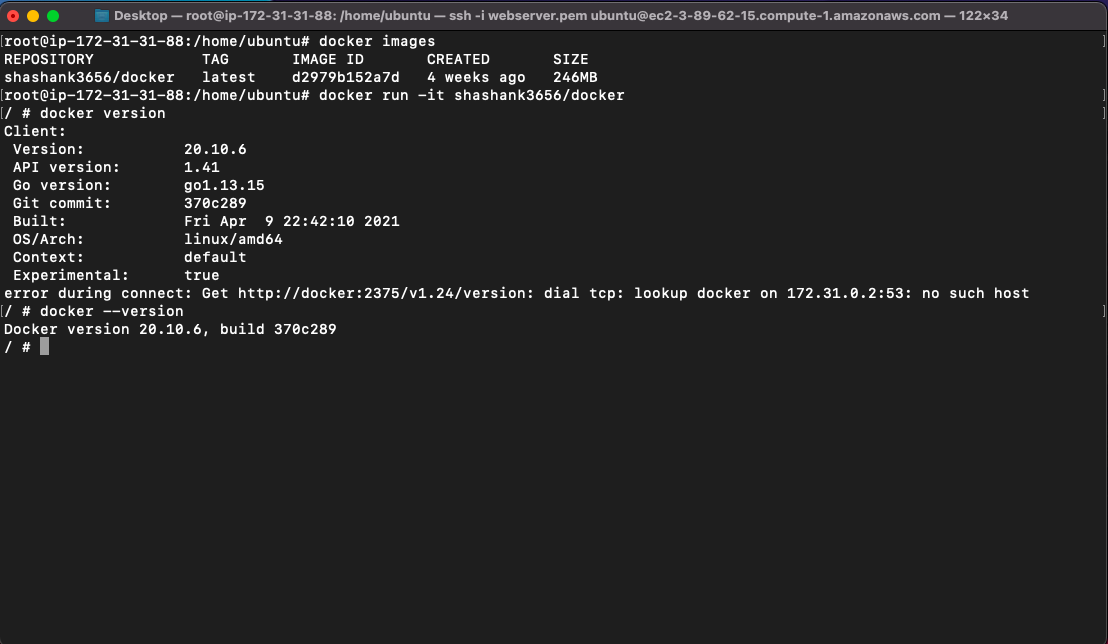 Desktop — root@ip-172-31-31-88: /home/ubuntu — ssh -i webserver.pem ubuntu@ec2-3-89-62-15.compute-1.amazonaws.com — 122×34
[root@ip-172-31-31-88:/home/ubuntu# docker images ]
REPOSITORY            TAG       IMAGE ID       CREATED       SIZE
shashank3656/docker   latest    d2979b152a7d   4 weeks ago   246MB
[root@ip-172-31-31-88:/home/ubuntu# docker run -it shashank3656/docker ]
[/ # docker version ]
Client:
 Version:           20.10.6
 API version:       1.41
 Go version:        go1.13.15
 Git commit:        370c289
 Built:             Fri Apr  9 22:42:10 2021
 OS/Arch:           linux/amd64
 Context:           default
 Experimental:      true
error during connect: Get http://docker:2375/v1.24/version: dial tcp: lookup docker on 172.31.0.2:53: no such host
[/ # docker --version ]
Docker version 20.10.6, build 370c289
/ #